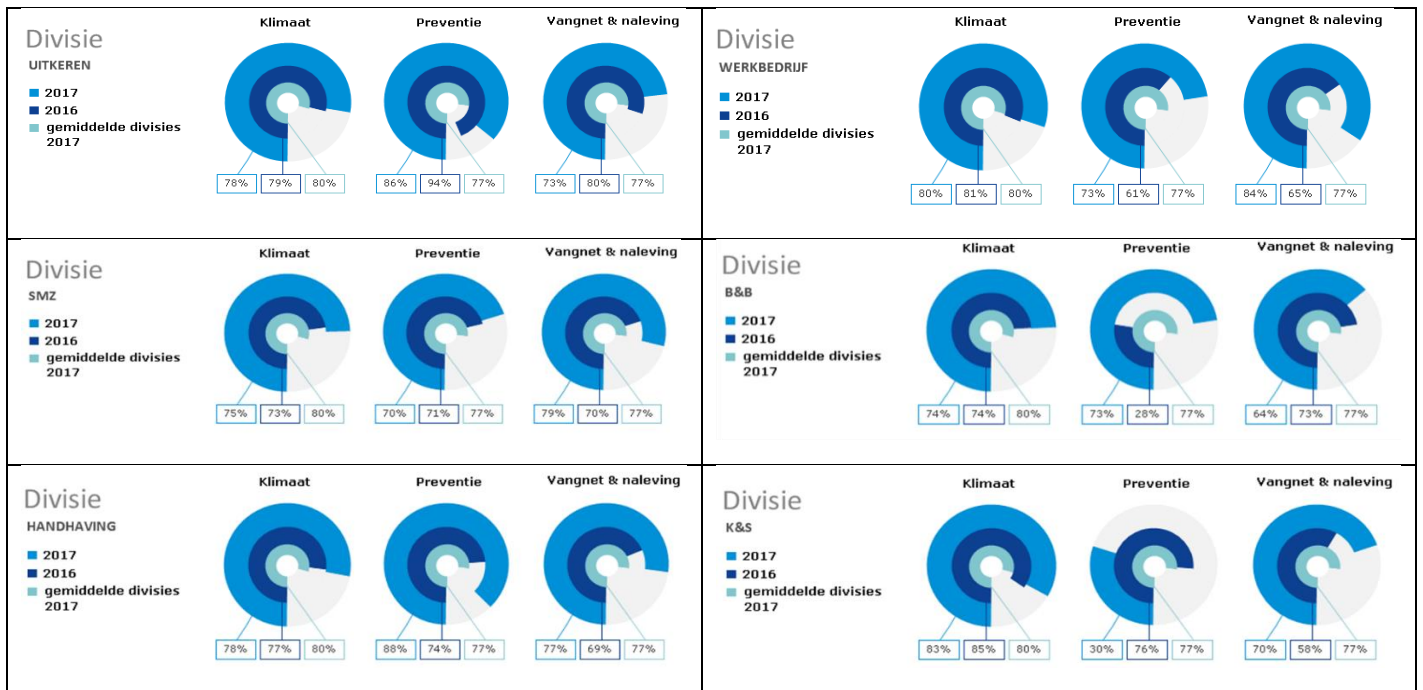 Klimaat Preventie Vangnet & naleving
Divisie
UITKEREN
2017
2016
gemiddelde divisies
2017
78% 79% 80% 86% 94% 77% 73% 80% 77%
Klimaat Preventie Vangnet & naleving
Divisie
WERKBEDRIJF
2017
2016
gemiddelde divisies
2017
80% 81% 80% 73% 61% 77% 84% 65% 77%
Klimaat Preventie Vangnet & naleving
Divisie
SMZ
2017
2016
gemiddelde divisies
2017
75% 73% 80% 70% 71% 77% 79% 70% 77%
Klimaat Preventie Vangnet & naleving
Divisie
B&B
2017
2016
gemiddelde divisies
2017
74% 74% 80% 73% 28% 77% 64% 73% 77%
Klimaat Preventie Vangnet & naleving
Divisie
HANDHAVING
2017
2016
gemiddelde divisies
2017
78% 77% 80% 88% 74% 77% 77% 69% 77%
Klimaat Preventie Vangnet & naleving
Divisie
K&S
2017
2016
gemiddelde divisies
2017
83% 85% 80% 30% 76% 77% 70% 58% 77%